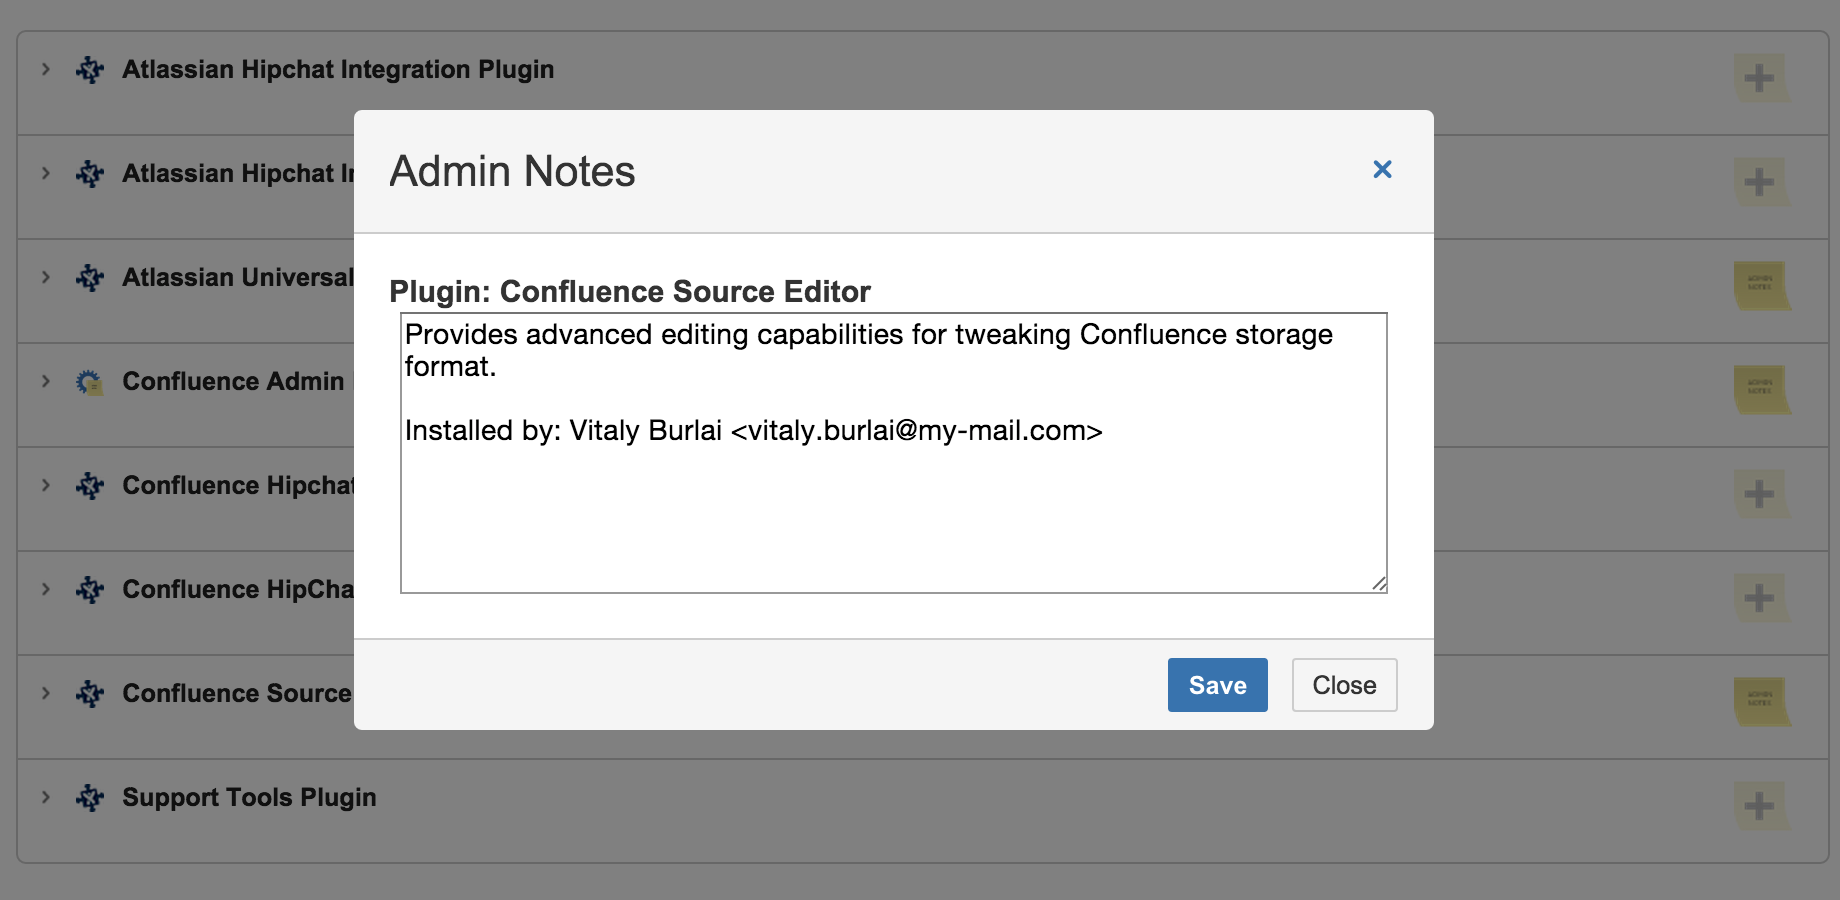 Atlassian Hipchat Integration Plugin
Admin Notes
Atlassian Hipchat
Plugin: Confluence Source Editor
Atlassian Universal
Provides advanced editing capabilities for tweaking Confluence storage
format.
Confluence Admin
Installed by: Vitaly Burlai <vitaly.burlai@my-mail.com>
Confluence Hipchat
Confluence HipCha
Confluence Source
Save Close
Support Tools Plugin